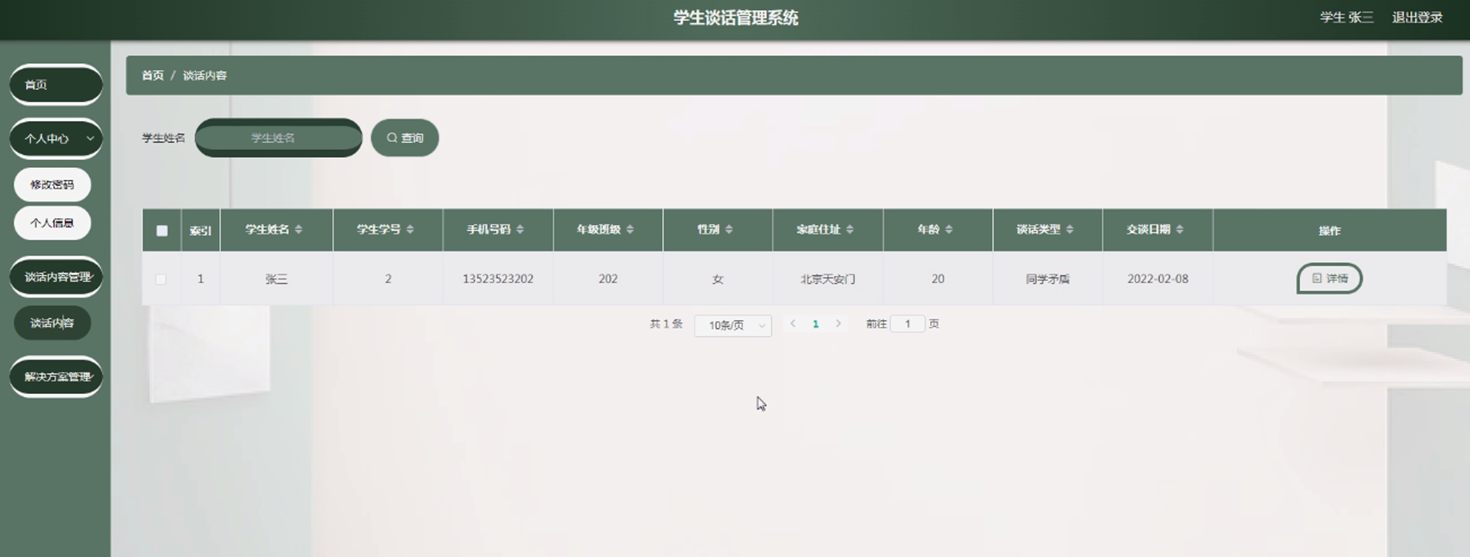 学生谈话管理系统
学生 张三 退出登录
首页
个人中心
修改密码
个人信息
谈话内容管理
谈话内容
解决方案管理
首页 / 谈话内容
学生姓名 学生姓名 查询
索引 学生姓名 学生学号 手机号码 年级班级 性别 家庭住址 年龄 谈话类型 交谈日期 操作
1 张三 2 13523523202 202 女 北京天安门 20 同学矛盾 2022-02-08 详情
共 1 条 10条/页 1 前往 1 页